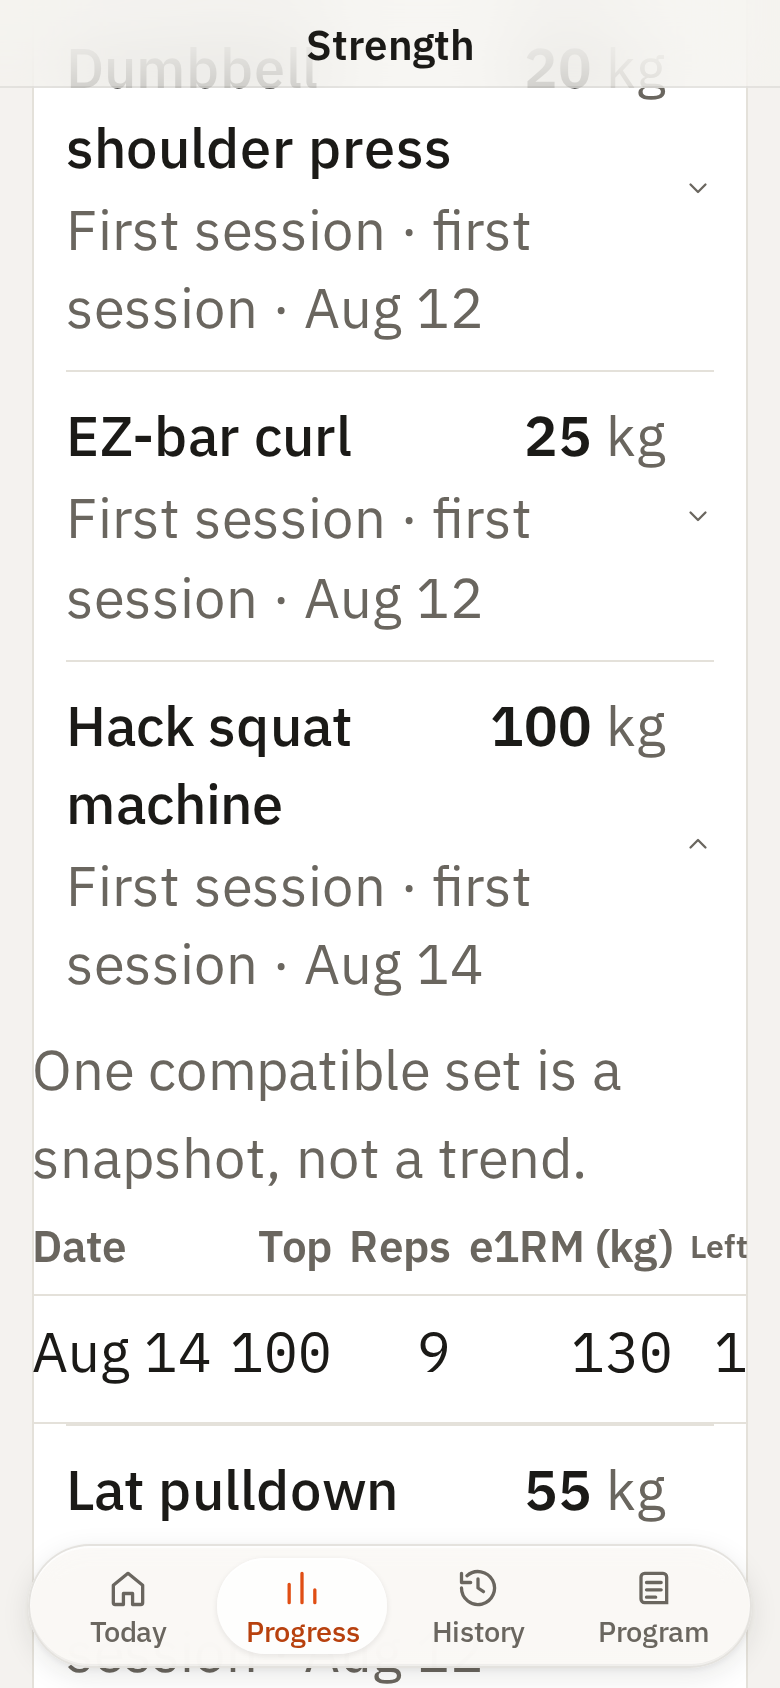 Strength
Dumbbell 20 kg
shoulder press
First session · first
session · Aug 12
EZ-bar curl 25 kg
First session · first
session · Aug 12
Hack squat 100 kg
machine
First session · first
session · Aug 14
One compatible set is a
snapshot, not a trend.
Date Top Reps e1RM (kg) Left
Aug 14 100 9 130 1
Lat pulldown 55 kg
session · Aug 12
Today Progress History Program